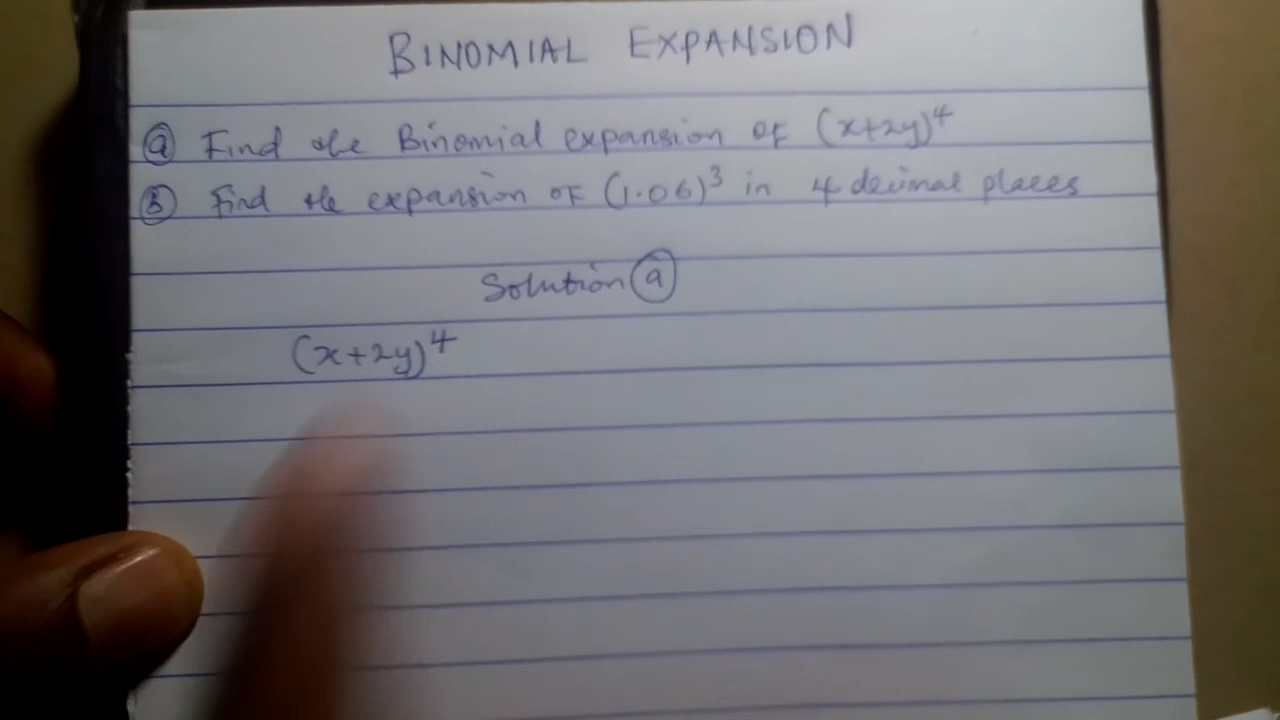 BINOMIAL EXPANSION
ⓐ Find the Binomial expansion of (x+2y)⁴
ⓑ Find the expansion of (1.06)³ in 4 decimal places
Solution ⓐ
(x+2y)⁴